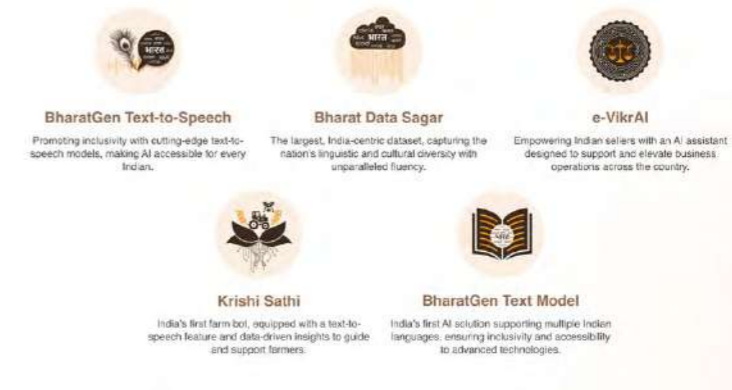 भारत
भारत
BharatGen Text-to-Speech
Bharat Data Sagar
e-VikrAI
Promoting inclusivity with cutting-edge text-to-
speech models, making AI accessible for every
Indian.
The largest, India-centric dataset, capturing the
nation's linguistic and cultural diversity with
unparalleled fluency.
Empowering Indian sellers with an AI assistant
designed to support and elevate business
operations across the country.
Krishi Sathi
BharatGen Text Model
India's first farm bot, equipped with a text-to-
speech feature and data-driven insights to guide
and support farmers.
India's first AI solution supporting multiple Indian
languages, ensuring inclusivity and accessibility
to advanced technologies.